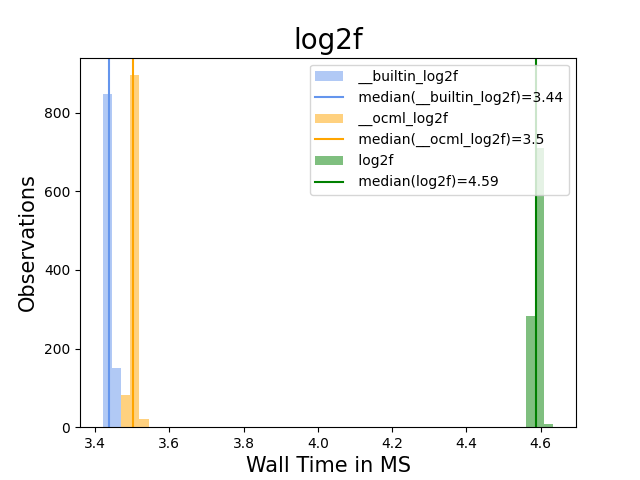 log2f
__builtin_log2f
median(__builtin_log2f)=3.44
__ocml_log2f
median(__ocml_log2f)=3.5
log2f
median(log2f)=4.59
Observations
800
600
400
200
0
3.4 3.6 3.8 4.0 4.2 4.4 4.6
Wall Time in MS